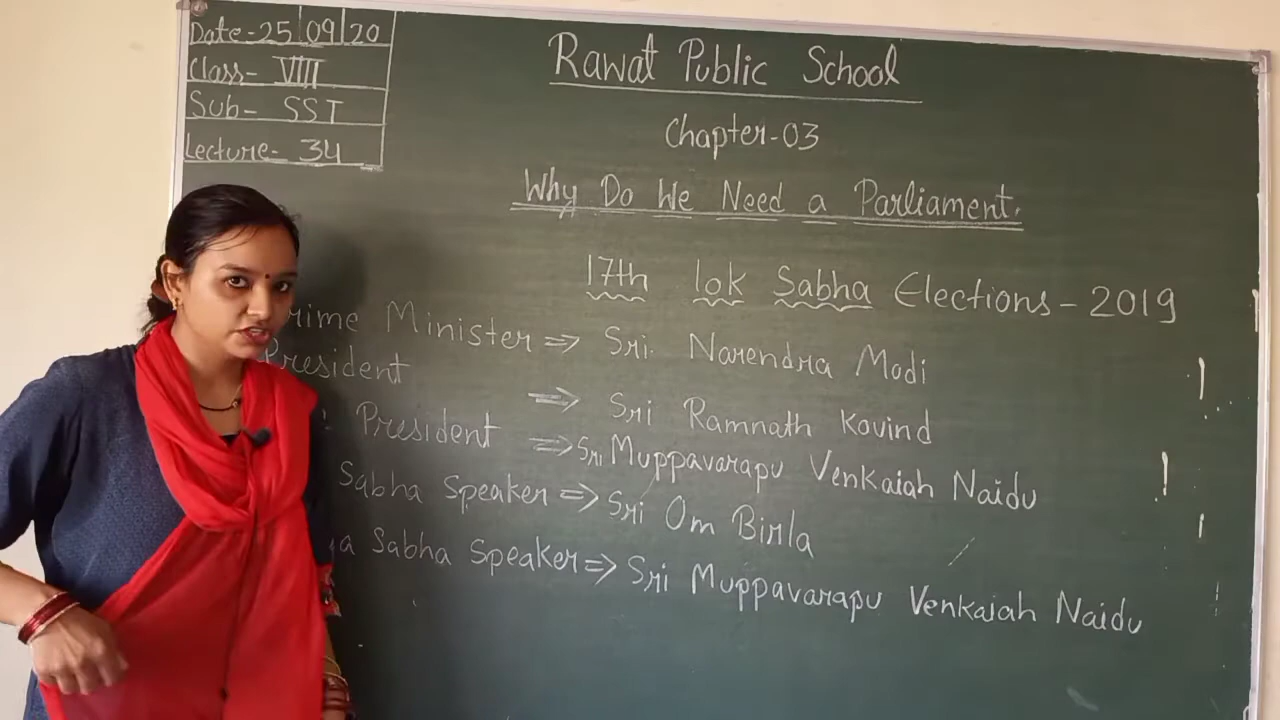 Date-25|09|20
Class- VIII
Sub- SST
Lecture- 34
Rawat Public School
Chapter-03
Why Do We Need a Parliament.
17th lok Sabha Elections-2019
rime Minister ⇒ Sri. Narendra Modi
President ⇒ Sri Ramnath Kovind
President ⇒ Sri Muppavarapu Venkaiah Naidu
Sabha Speaker ⇒ Sri Om Birla
ya Sabha Speaker ⇒ Sri Muppavarapu Venkaiah Naidu